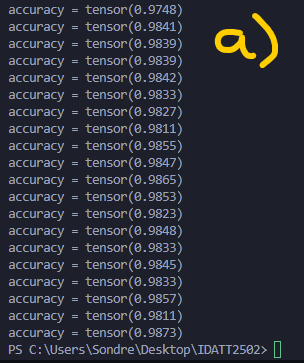 accuracy = tensor(0.9748)
accuracy = tensor(0.9841)
accuracy = tensor(0.9839)
accuracy = tensor(0.9839)
accuracy = tensor(0.9842)
accuracy = tensor(0.9833)
accuracy = tensor(0.9827)
accuracy = tensor(0.9811)
accuracy = tensor(0.9855)
accuracy = tensor(0.9847)
accuracy = tensor(0.9865)
accuracy = tensor(0.9853)
accuracy = tensor(0.9823)
accuracy = tensor(0.9848)
accuracy = tensor(0.9833)
accuracy = tensor(0.9845)
accuracy = tensor(0.9833)
accuracy = tensor(0.9857)
accuracy = tensor(0.9811)
accuracy = tensor(0.9873)
PS C:\Users\Sondre\Desktop\IDATT2502>
a)